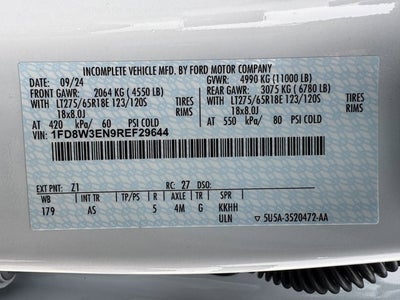 INCOMPLETE VEHICLE MFD. BY FORD MOTOR COMPANY
09/24 GVWR: 4990 KG (11000 LB)
FRONT GAWR: 2064 KG (4550 LB) REAR GAWR: 3075 KG (6780 LB)
WITH LT275/65R18E 123/120S TIRES WITH LT275/65R18E 123/120S TIRES
18x8.0J RIMS 18x8.0J RIMS
AT 420 kPa/ 60 PSI COLD AT 550 kPa/ 80 PSI COLD
VIN: 1FD8W3EN9REF29644
EXT PNT: Z1 RC: 27 DSO:
WB INT TR TP/PS R AXLE TR SPR
179 AS 5 4M G KKHH
ULN 5U5A-3520472-AA